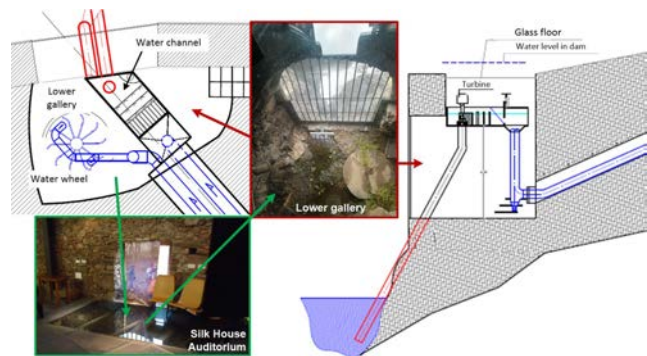 Water channel
Lower
gallery
Water wheel
Lower gallery
Silk House
Auditorium
Glass floor
Water level in dam
Turbine